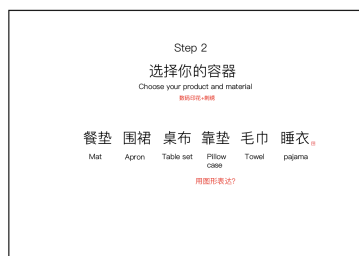 Step 2
选择你的容器
Choose your product and material
数码印花+刺绣
餐垫 围裙 桌布 靠垫 毛巾 睡衣
Mat Apron Table set Pillow case Towel pajama
用图形表达?